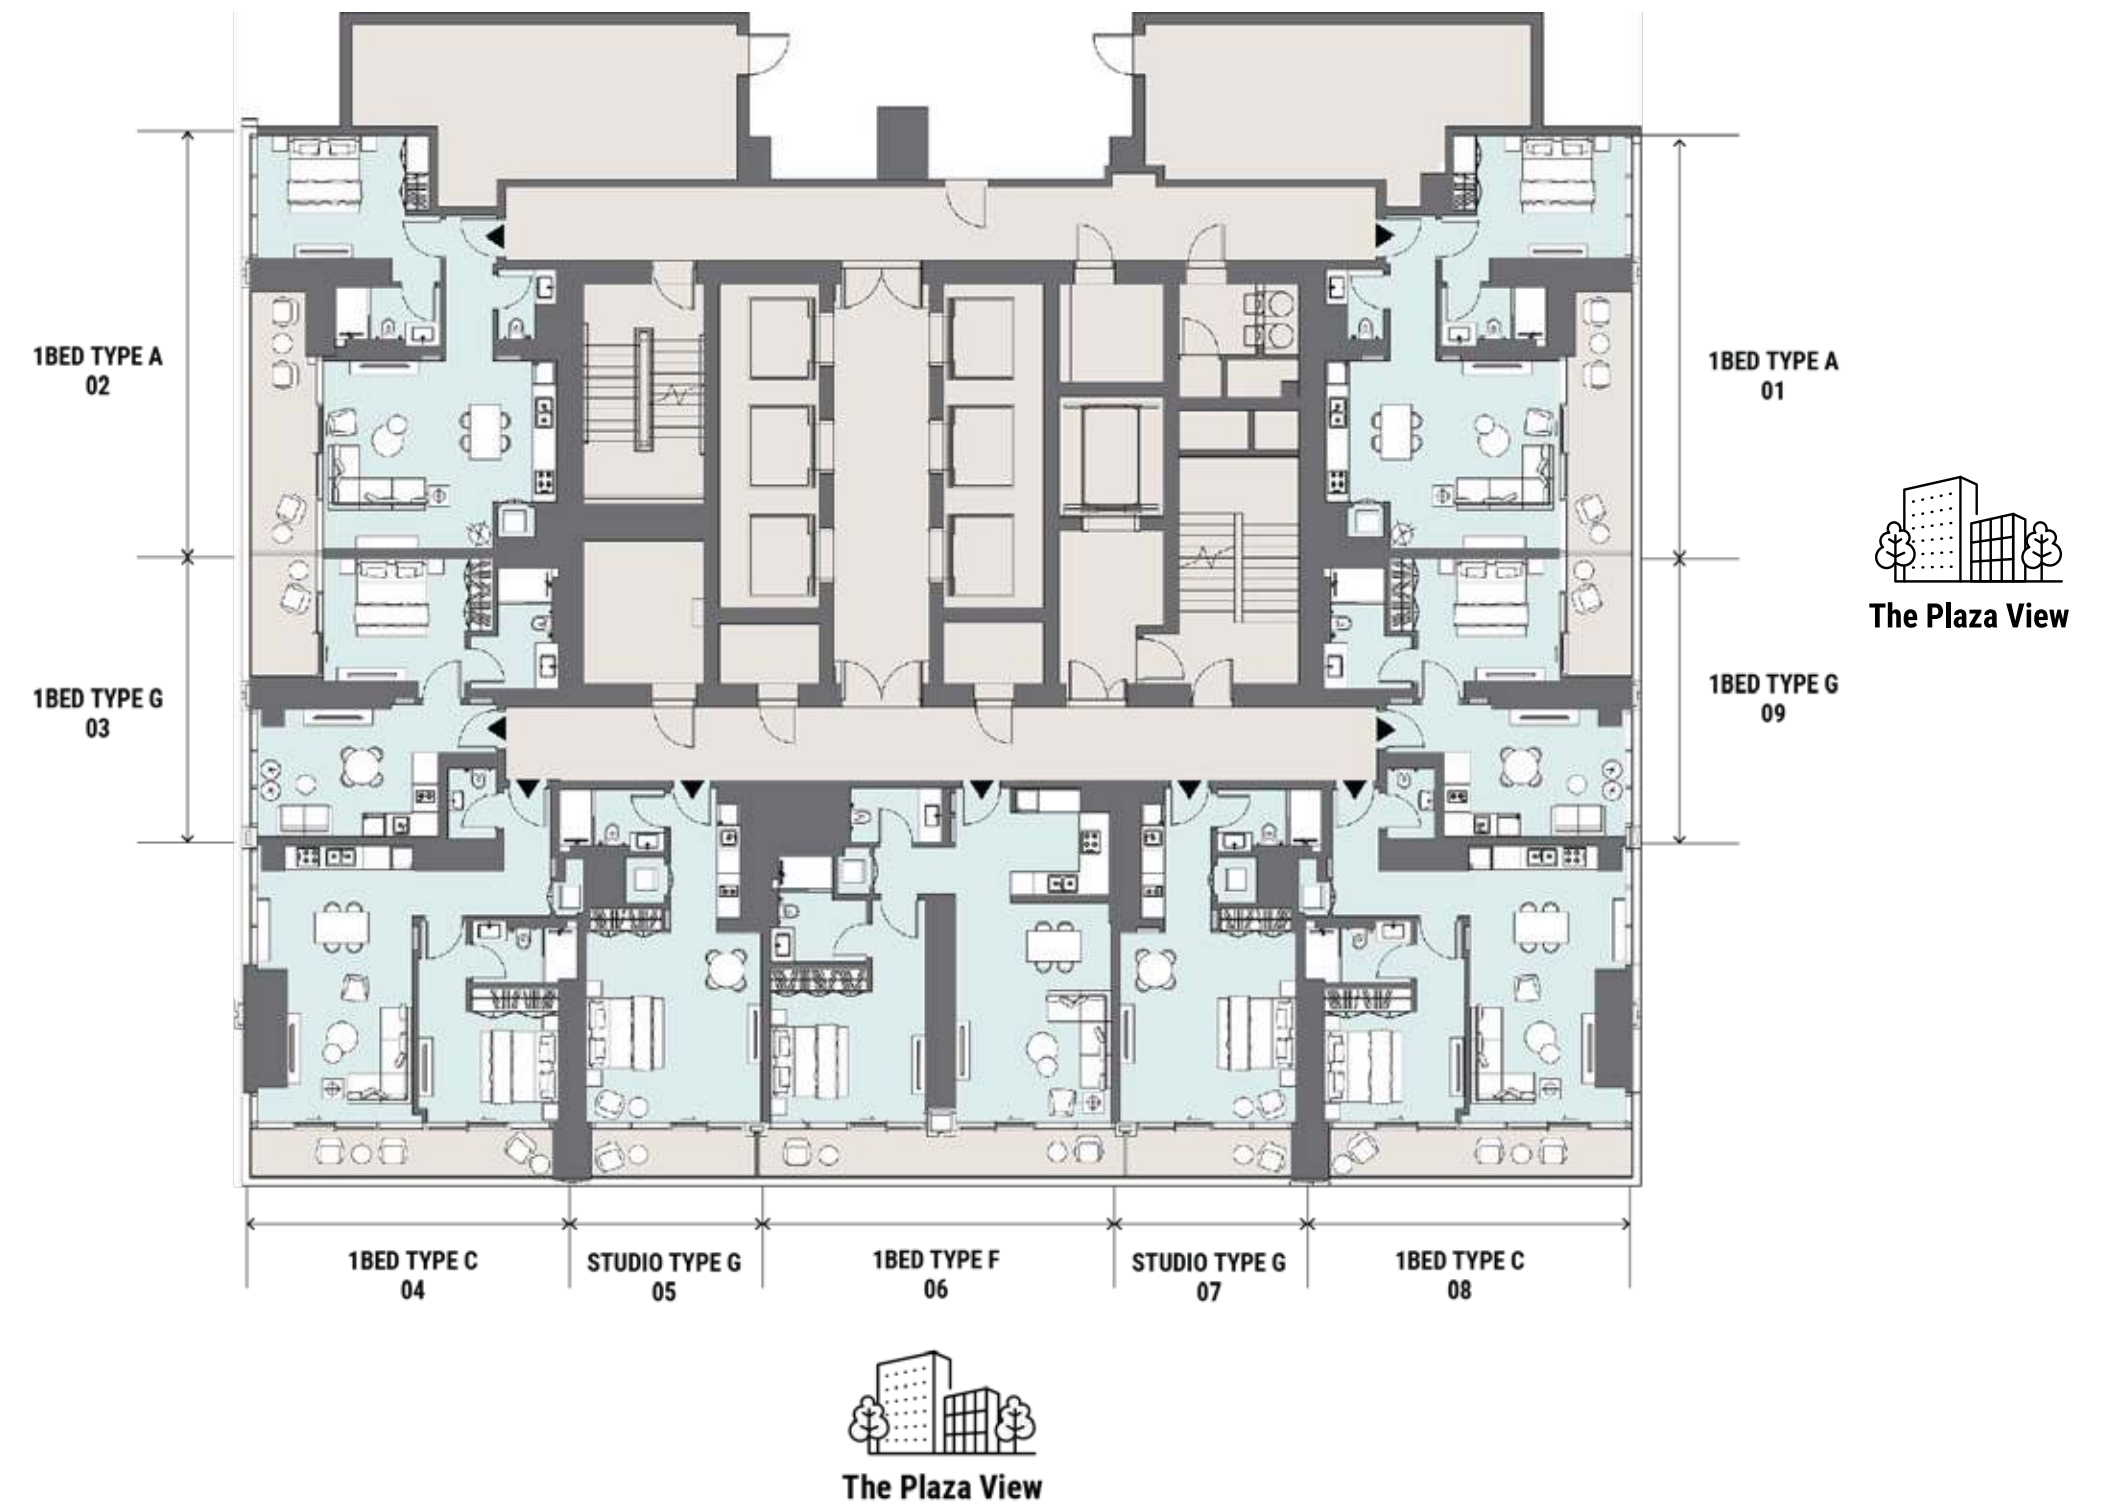 1BED TYPE A
02
1BED TYPE A
01
The Plaza View
1BED TYPE G
03
1BED TYPE G
09
1BED TYPE C
04
STUDIO TYPE G
05
1BED TYPE F
06
STUDIO TYPE G
07
1BED TYPE C
08
The Plaza View